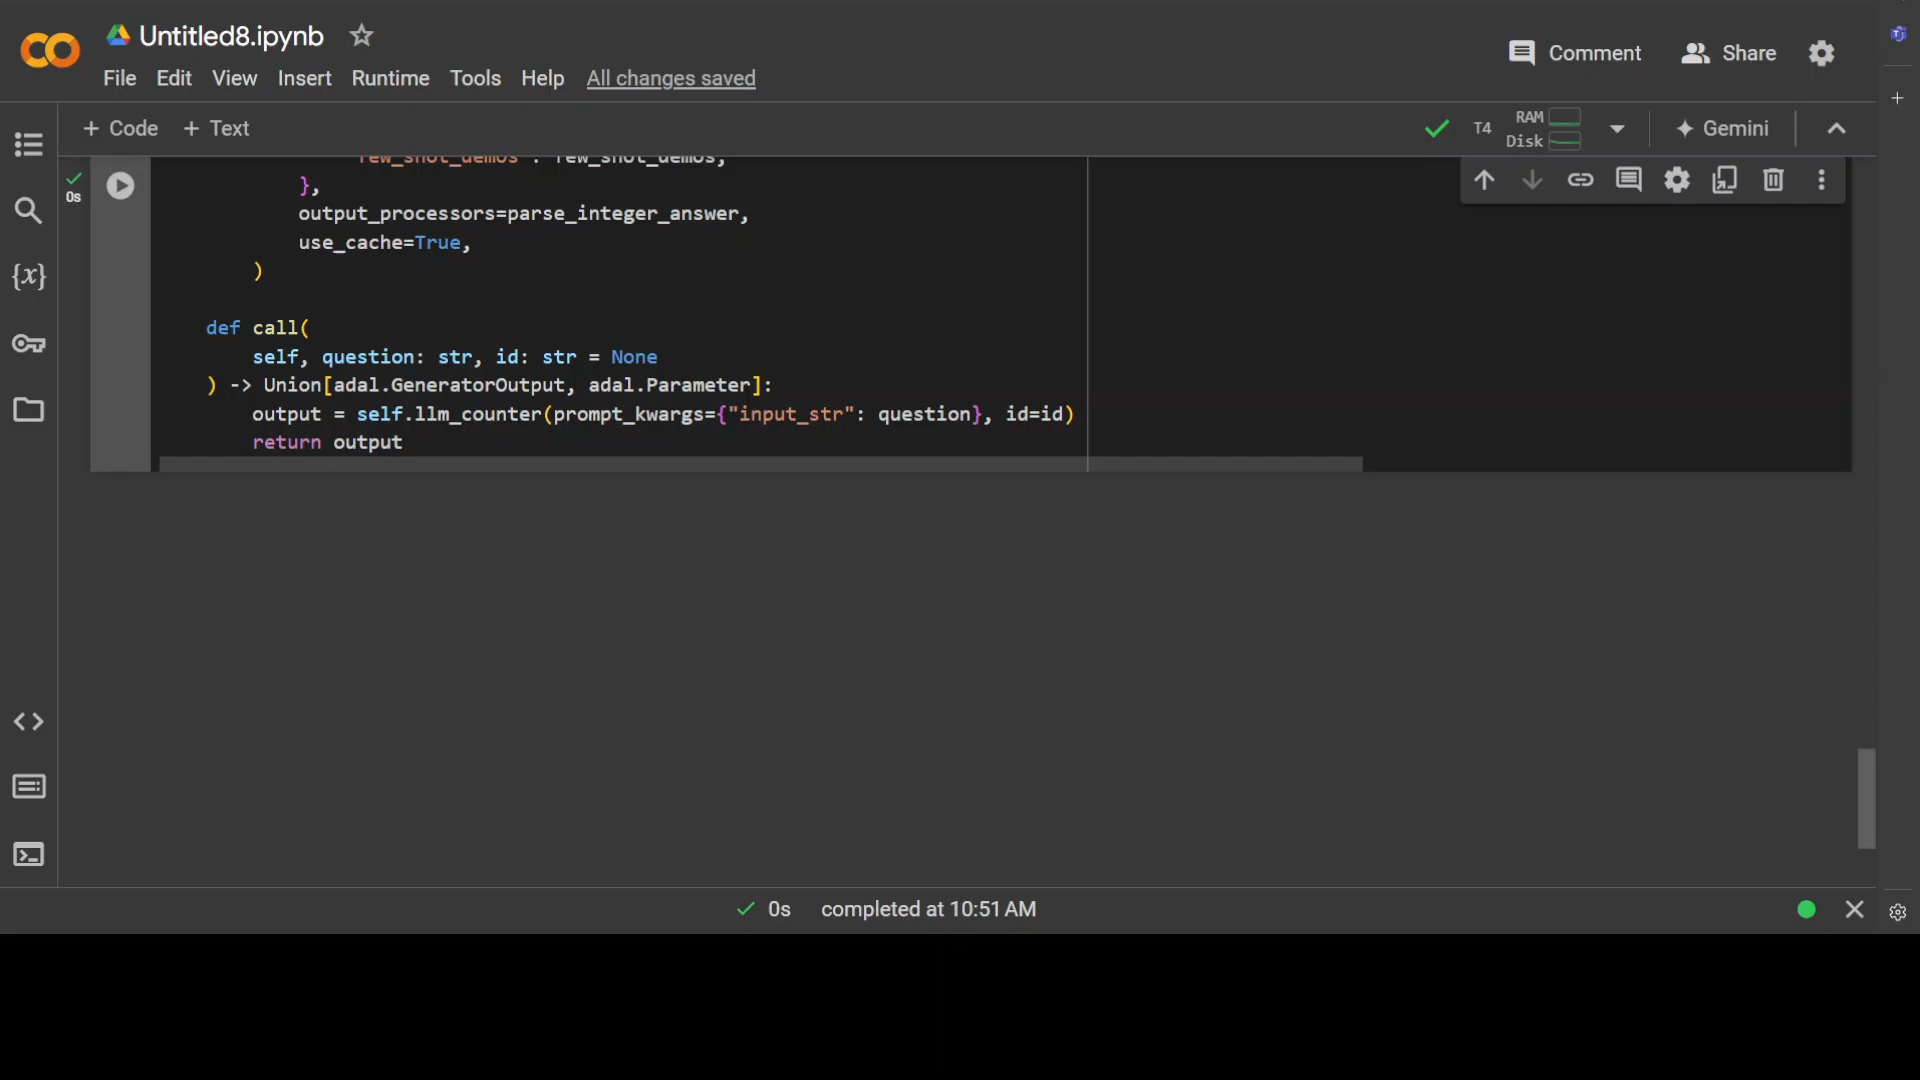 Untitled8.ipynb
Comment
Share
File Edit View Insert Runtime Tools Help All changes saved
+ Code + Text
T4
RAM
Disk
Gemini
0s
"few_shot_demos": few_shot_demos,
},
output_processors=parse_integer_answer,
use_cache=True,
)
def call(
self, question: str, id: str = None
) -> Union[adal.GeneratorOutput, adal.Parameter]:
output = self.llm_counter(prompt_kwargs={"input_str": question}, id=id)
return output
{x}
0s completed at 10:51 AM